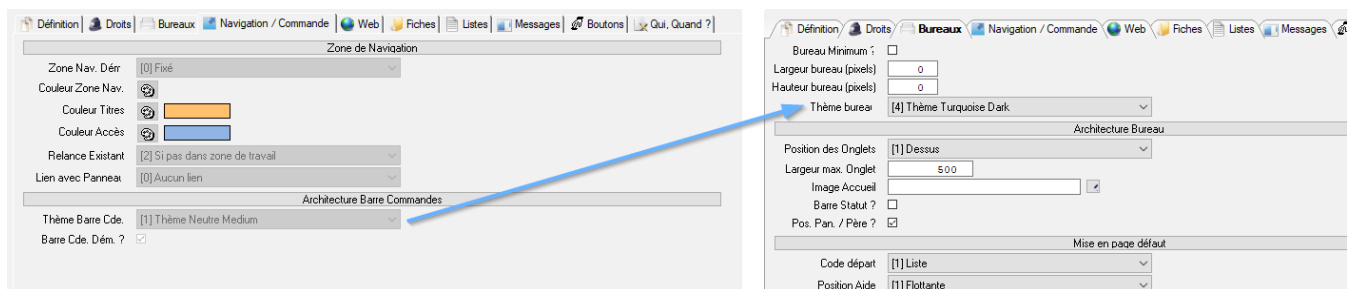 Définition Droits Bureaux Navigation / Commande Web Fiches Listes Messages Boutons Qui, Quand ?
Zone de Navigation
Zone Nav. Dérr [0] Fixé
Couleur Zone Nav.
Couleur Titres
Couleur Accès
Relance Existant [2] Si pas dans zone de travail
Lien avec Panneau [0] Aucun lien
Architecture Barre Commandes
Thème Barre Cde. [1] Thème Neutre Medium
Barre Cde. Dém. ?
Définition Droits Bureaux Navigation / Commande Web Fiches Listes Messages
Bureau Minimum ?
Largeur bureau (pixels) 0
Hauteur bureau (pixels) 0
Thème bureau [4] Thème Turquoise Dark
Architecture Bureau
Position des Onglets [1] Dessus
Largeur max. Onglet 500
Image Accueil
Barre Statut ?
Pos. Pan. / Père ?
Mise en page défaut
Code départ [1] Liste
Position Aide [1] Flottante